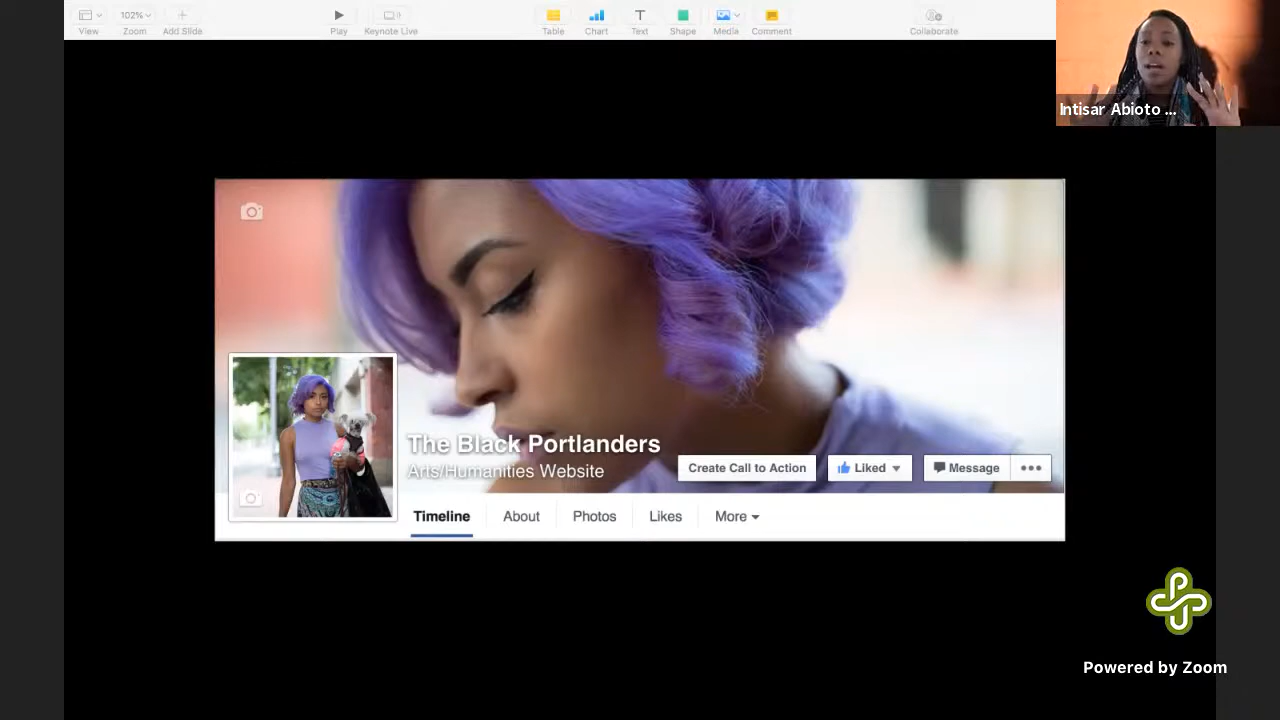 View
102%
Zoom
Add Slide
Play
Keynote Live
Table
Chart
T
Text
Shape
Media
Comment
Collaborate
Intisar Abioto ...
The Black Portlanders
Arts/Humanities Website
Create Call to Action
Liked
Message
Timeline
About
Photos
Likes
More
Powered by Zoom